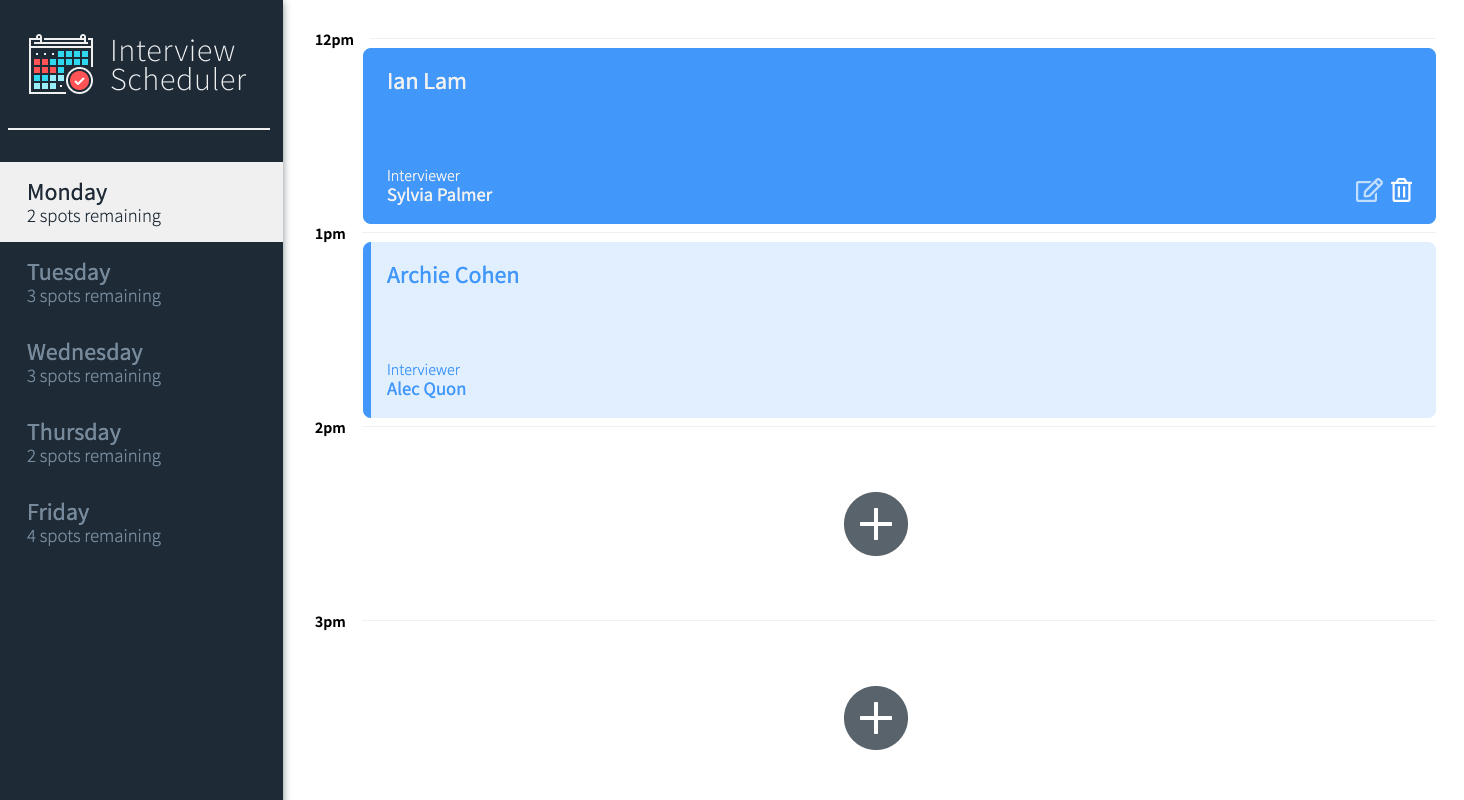 Interview
Scheduler
Monday
2 spots remaining
Tuesday
3 spots remaining
Wednesday
3 spots remaining
Thursday
2 spots remaining
Friday
4 spots remaining
12pm
Ian Lam
Interviewer
Sylvia Palmer
1pm
Archie Cohen
Interviewer
Alec Quon
2pm
3pm